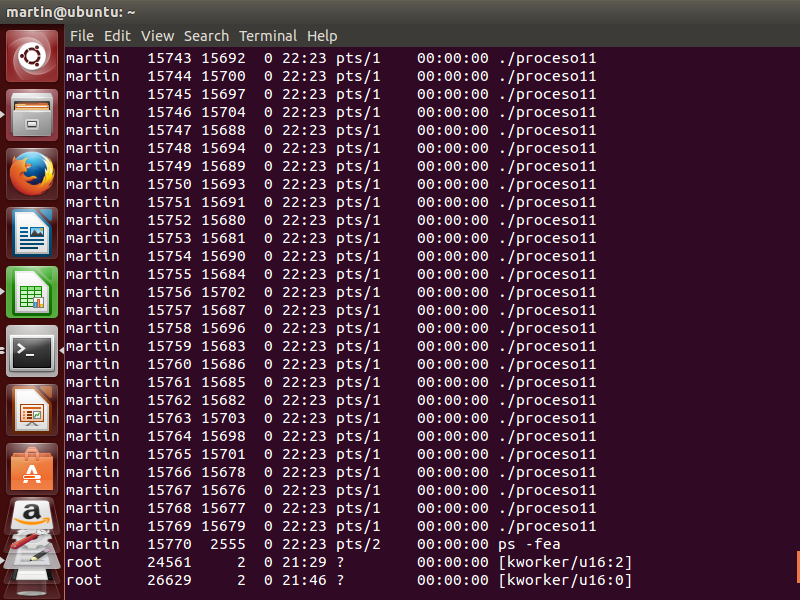 martin@ubuntu: ~
File Edit View Search Terminal Help
martin   15743 15692  0 22:23 pts/1    00:00:00 ./proceso11
martin   15744 15700  0 22:23 pts/1    00:00:00 ./proceso11
martin   15745 15697  0 22:23 pts/1    00:00:00 ./proceso11
martin   15746 15704  0 22:23 pts/1    00:00:00 ./proceso11
martin   15747 15688  0 22:23 pts/1    00:00:00 ./proceso11
martin   15748 15694  0 22:23 pts/1    00:00:00 ./proceso11
martin   15749 15689  0 22:23 pts/1    00:00:00 ./proceso11
martin   15750 15693  0 22:23 pts/1    00:00:00 ./proceso11
martin   15751 15691  0 22:23 pts/1    00:00:00 ./proceso11
martin   15752 15680  0 22:23 pts/1    00:00:00 ./proceso11
martin   15753 15681  0 22:23 pts/1    00:00:00 ./proceso11
martin   15754 15690  0 22:23 pts/1    00:00:00 ./proceso11
martin   15755 15684  0 22:23 pts/1    00:00:00 ./proceso11
martin   15756 15702  0 22:23 pts/1    00:00:00 ./proceso11
martin   15757 15687  0 22:23 pts/1    00:00:00 ./proceso11
martin   15758 15696  0 22:23 pts/1    00:00:00 ./proceso11
martin   15759 15683  0 22:23 pts/1    00:00:00 ./proceso11
martin   15760 15686  0 22:23 pts/1    00:00:00 ./proceso11
martin   15761 15685  0 22:23 pts/1    00:00:00 ./proceso11
martin   15762 15682  0 22:23 pts/1    00:00:00 ./proceso11
martin   15763 15703  0 22:23 pts/1    00:00:00 ./proceso11
martin   15764 15698  0 22:23 pts/1    00:00:00 ./proceso11
martin   15765 15701  0 22:23 pts/1    00:00:00 ./proceso11
martin   15766 15678  0 22:23 pts/1    00:00:00 ./proceso11
martin   15767 15676  0 22:23 pts/1    00:00:00 ./proceso11
martin   15768 15677  0 22:23 pts/1    00:00:00 ./proceso11
martin   15769 15679  0 22:23 pts/1    00:00:00 ./proceso11
martin   15770  2555  0 22:23 pts/2    00:00:00 ps -fea
root     24561     2  0 21:29 ?        00:00:00 [kworker/u16:2]
root     26629     2  0 21:46 ?        00:00:00 [kworker/u16:0]